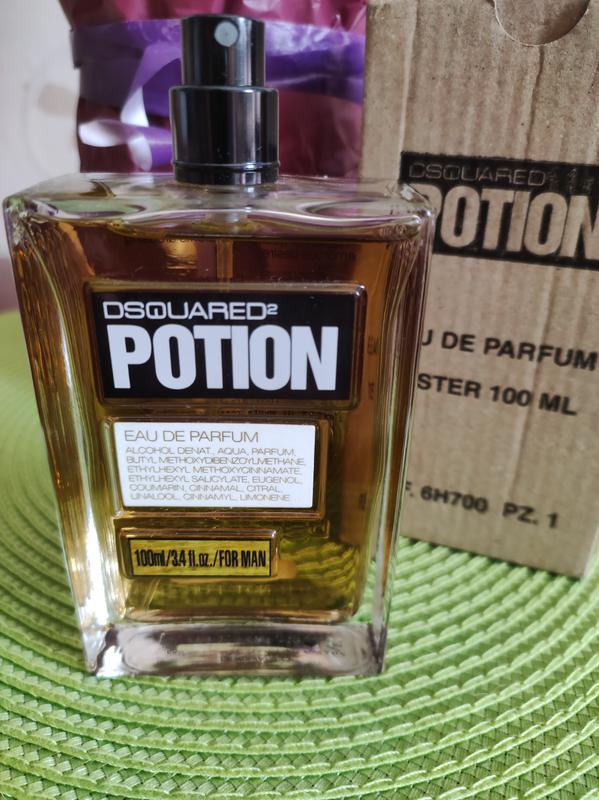 DSQUARED2
POTION
EAU DE PARFUM
ALCOHOL DENAT., AQUA, PARFUM,
BUTYL METHOXYDIBENZOYLMETHANE,
ETHYLHEXYL METHOXYCINNAMATE,
ETHYLHEXYL SALICYLATE, EUGENOL,
COUMARIN, CINNAMAL, CITRAL,
LINALOOL, CINNAMYL, LIMONENE.
100ml/3.4 fl.oz./FOR MAN
DSQUARED2
POTION
U DE PARFUM
STER 100 ML
F. 6H700 PZ. 1